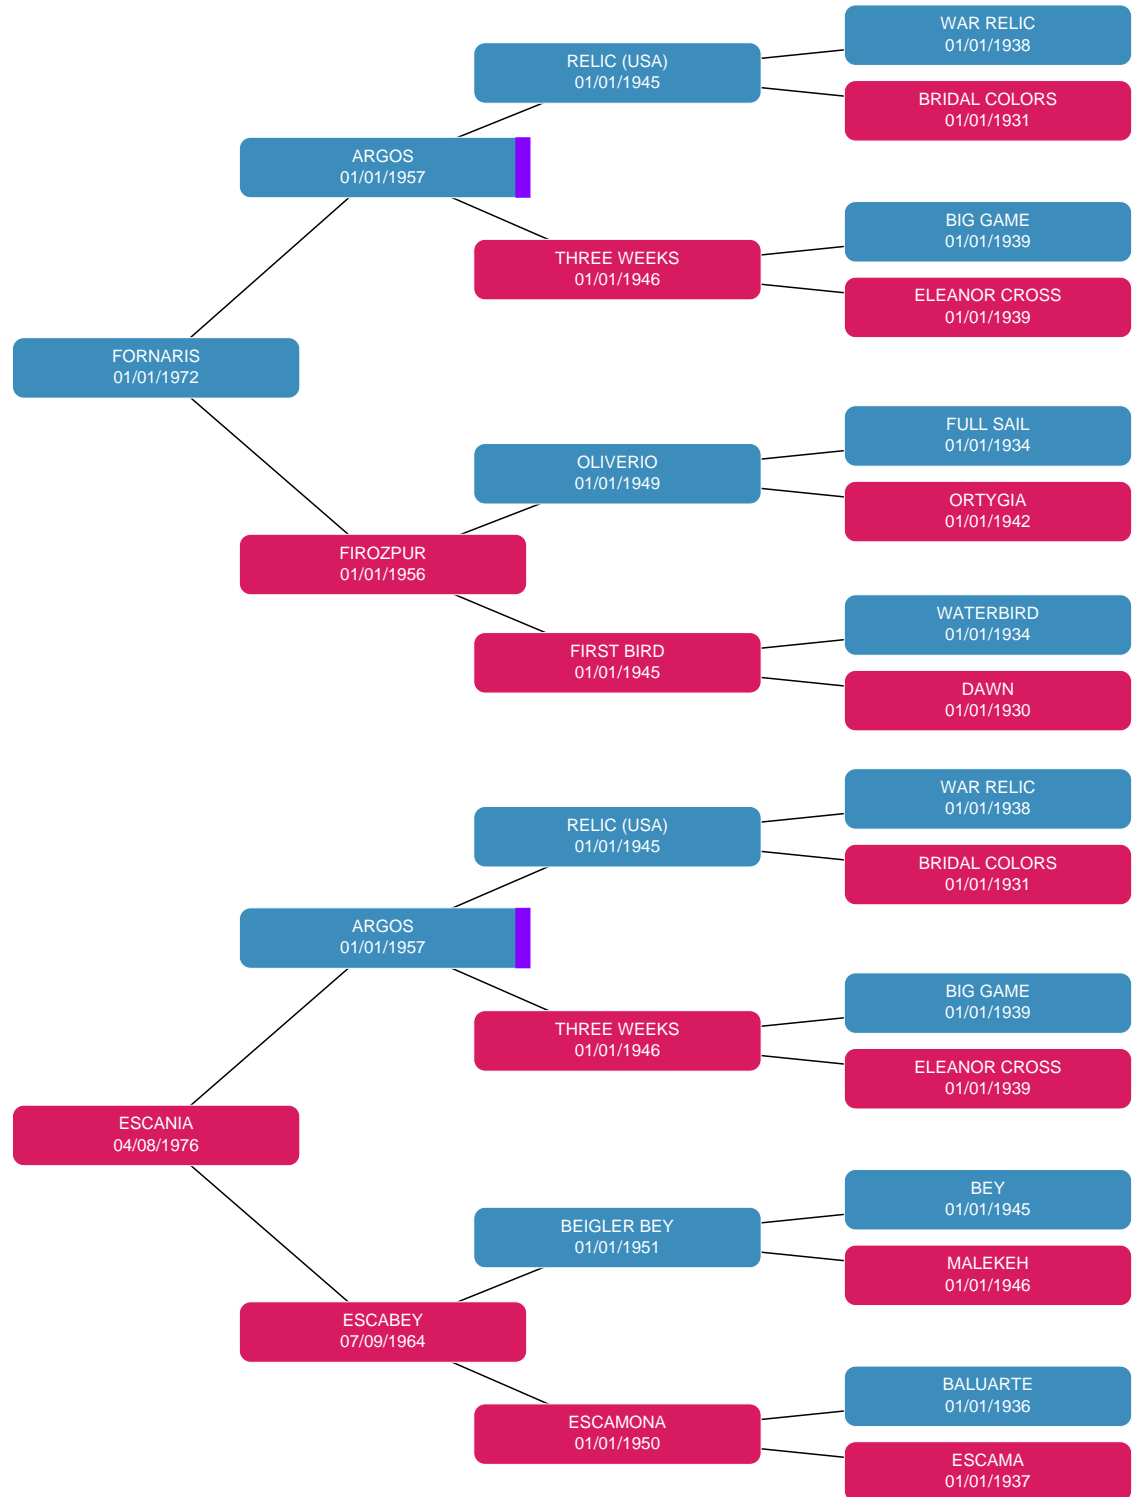 WAR RELIC
01/01/1938
RELIC (USA)
01/01/1945
BRIDAL COLORS
01/01/1931
ARGOS
01/01/1957
BIG GAME
01/01/1939
THREE WEEKS
01/01/1946
ELEANOR CROSS
01/01/1939
FORNARIS
01/01/1972
FULL SAIL
01/01/1934
OLIVERIO
01/01/1949
ORTYGIA
01/01/1942
FIROZPUR
01/01/1956
WATERBIRD
01/01/1934
FIRST BIRD
01/01/1945
DAWN
01/01/1930
WAR RELIC
01/01/1938
RELIC (USA)
01/01/1945
BRIDAL COLORS
01/01/1931
ARGOS
01/01/1957
BIG GAME
01/01/1939
THREE WEEKS
01/01/1946
ELEANOR CROSS
01/01/1939
ESCANIA
04/08/1976
BEY
01/01/1945
BEIGLER BEY
01/01/1951
MALEKEH
01/01/1946
ESCABEY
07/09/1964
BALUARTE
01/01/1936
ESCAMONA
01/01/1950
ESCAMA
01/01/1937